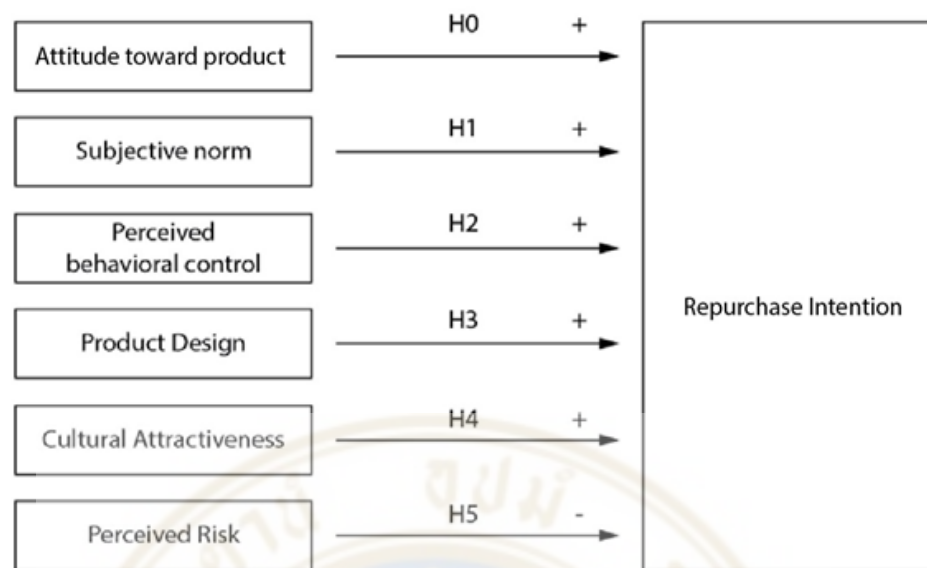 Attitude toward product
H0 +
Subjective norm
H1 +
Perceived
behavioral control
H2 +
Product Design
H3 +
Cultural Attractiveness
H4 +
Perceived Risk
H5 -
Repurchase Intention